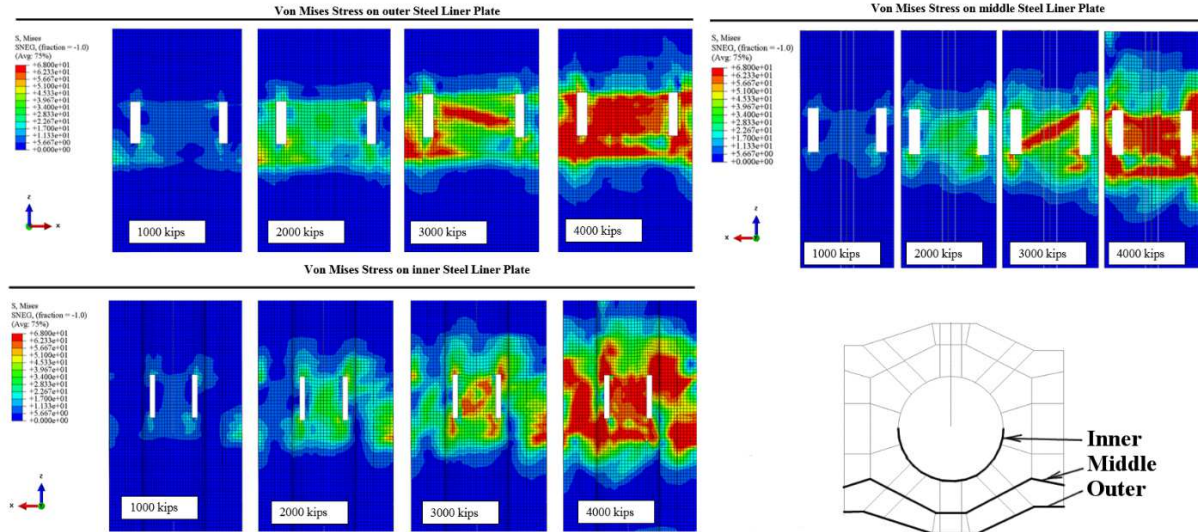 Von Mises Stress on outer Steel Liner Plate
S, Mises
SNEG, (fraction = -1.0)
(Avg: 75%)
+6.800e+01
+6.233e+01
+5.667e+01
+5.100e+01
+4.533e+01
+3.967e+01
+3.400e+01
+2.833e+01
+2.267e+01
+1.700e+01
+1.133e+01
+5.667e+00
+0.000e+00
z
x
1000 kips
2000 kips
3000 kips
4000 kips
Von Mises Stress on middle Steel Liner Plate
S, Mises
SNEG, (fraction = -1.0)
(Avg: 75%)
+6.800e+01
+6.233e+01
+5.667e+01
+5.100e+01
+4.533e+01
+3.967e+01
+3.400e+01
+2.833e+01
+2.267e+01
+1.700e+01
+1.133e+01
+5.667e+00
+0.000e+00
z
x
1000 kips
2000 kips
3000 kips
4000 kips
Von Mises Stress on inner Steel Liner Plate
S, Mises
SNEG, (fraction = -1.0)
(Avg: 75%)
+6.800e+01
+6.233e+01
+5.667e+01
+5.100e+01
+4.533e+01
+3.967e+01
+3.400e+01
+2.833e+01
+2.267e+01
+1.700e+01
+1.133e+01
+5.667e+00
+0.000e+00
z
x
1000 kips
2000 kips
3000 kips
4000 kips
Inner
Middle
Outer